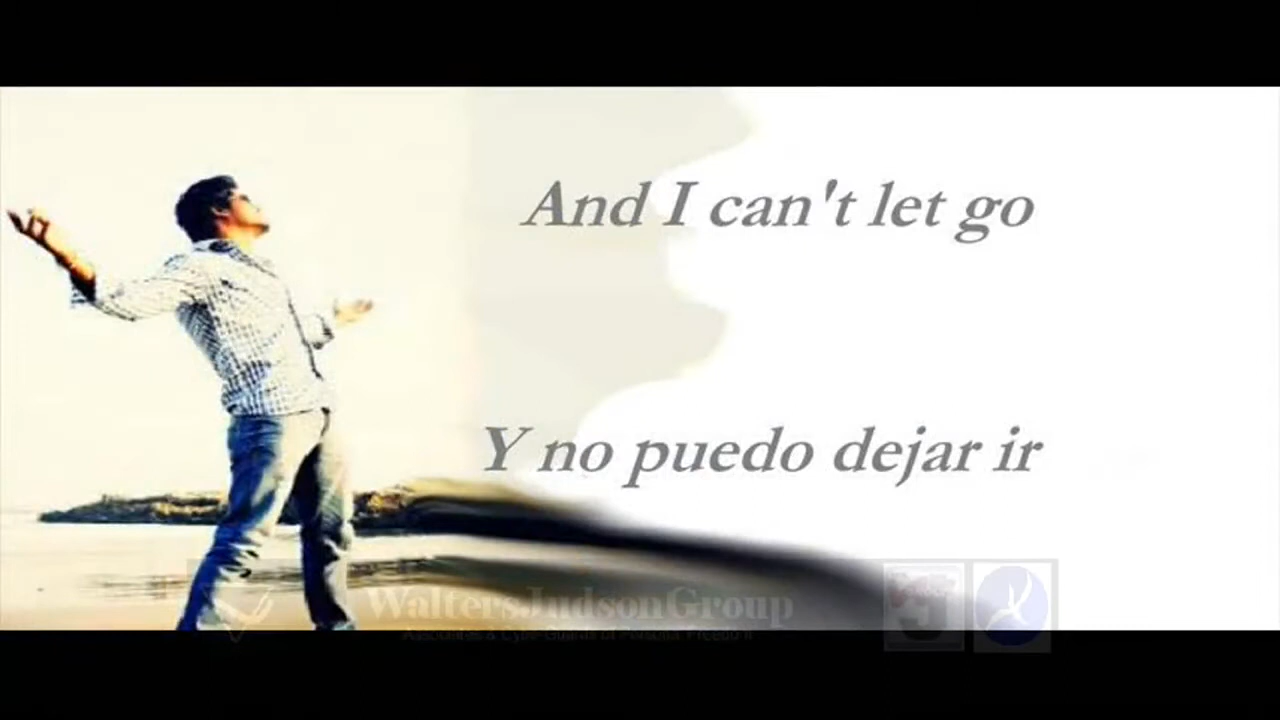 And I can't let go
Y no puedo dejar ir
WaltersJudsonGroup